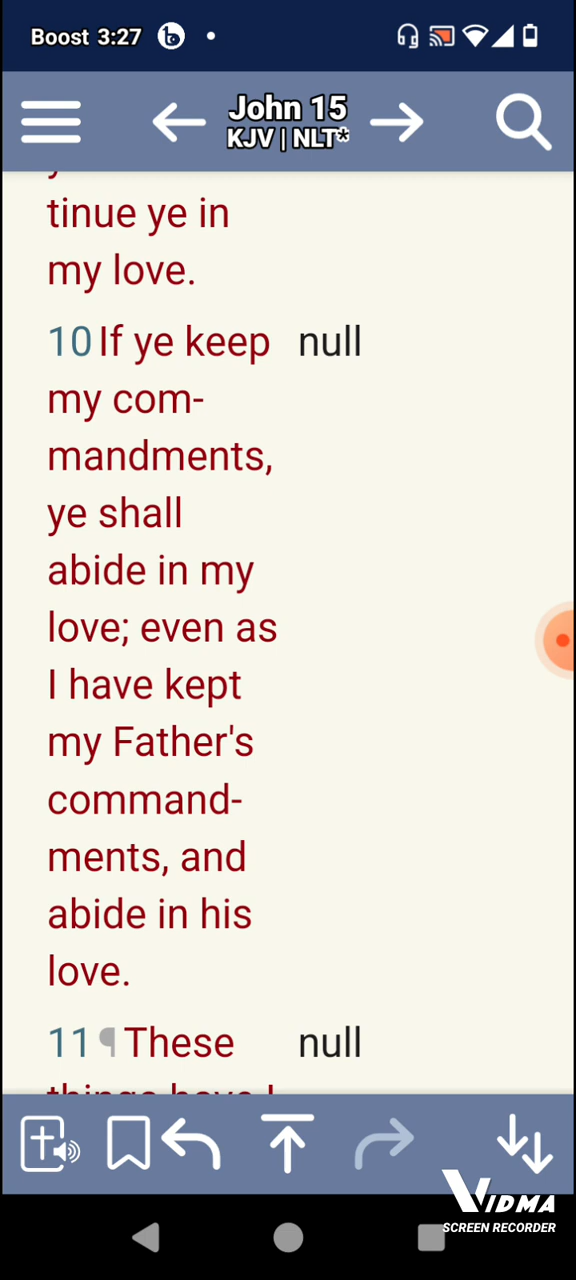 Boost 3:27
John 15
KJV | NLT*
tinue ye in
my love.
10 If ye keep null
my com-
mandments,
ye shall
abide in my
love; even as
I have kept
my Father's
command-
ments, and
abide in his
love.
11 ¶ These null
things have I
VIDMA
SCREEN RECORDER